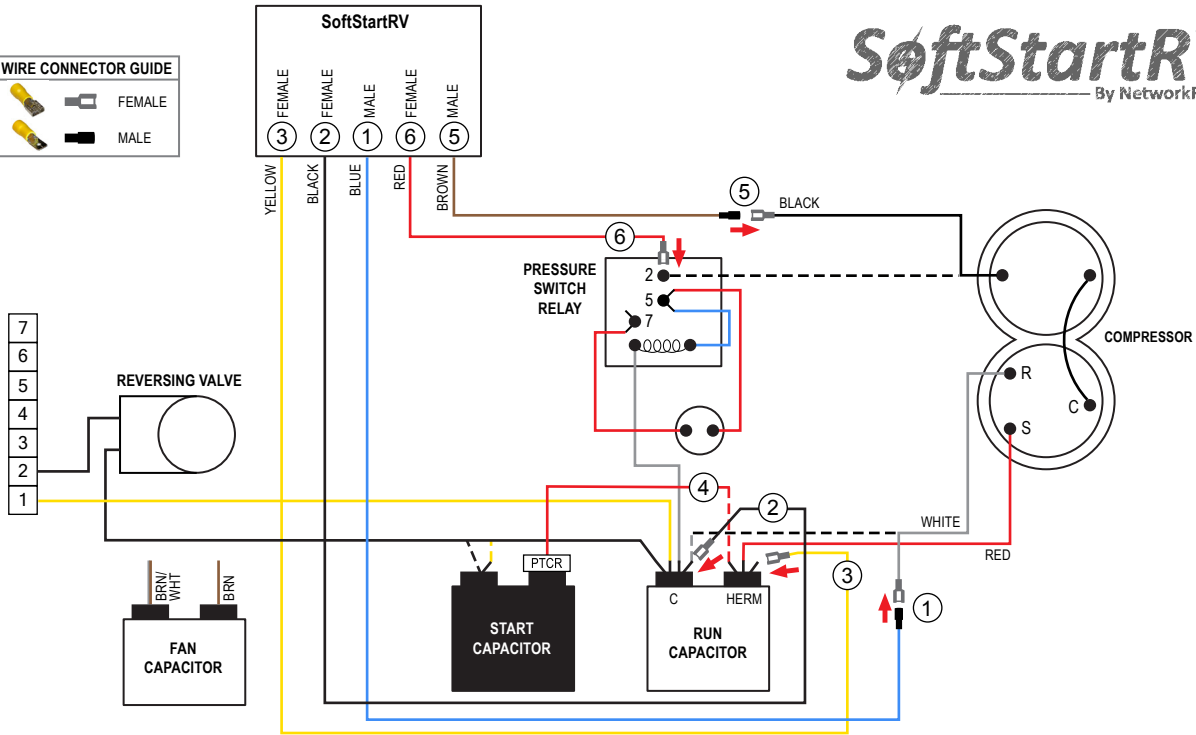 SoftStartRV
SoftStartR
By NetworkR
WIRE CONNECTOR GUIDE
FEMALE
MALE
FEMALE
FEMALE
MALE
FEMALE
MALE
3
2
1
6
5
YELLOW
BLACK
BLUE
RED
BROWN
5
BLACK
6
PRESSURE
SWITCH
RELAY
2
5
7
COMPRESSOR
R
C
S
7
6
5
4
3
2
1
REVERSING VALVE
4
2
WHITE
RED
3
1
BRN/
WHT
BRN
FAN
CAPACITOR
PTCR
START
CAPACITOR
C
HERM
RUN
CAPACITOR